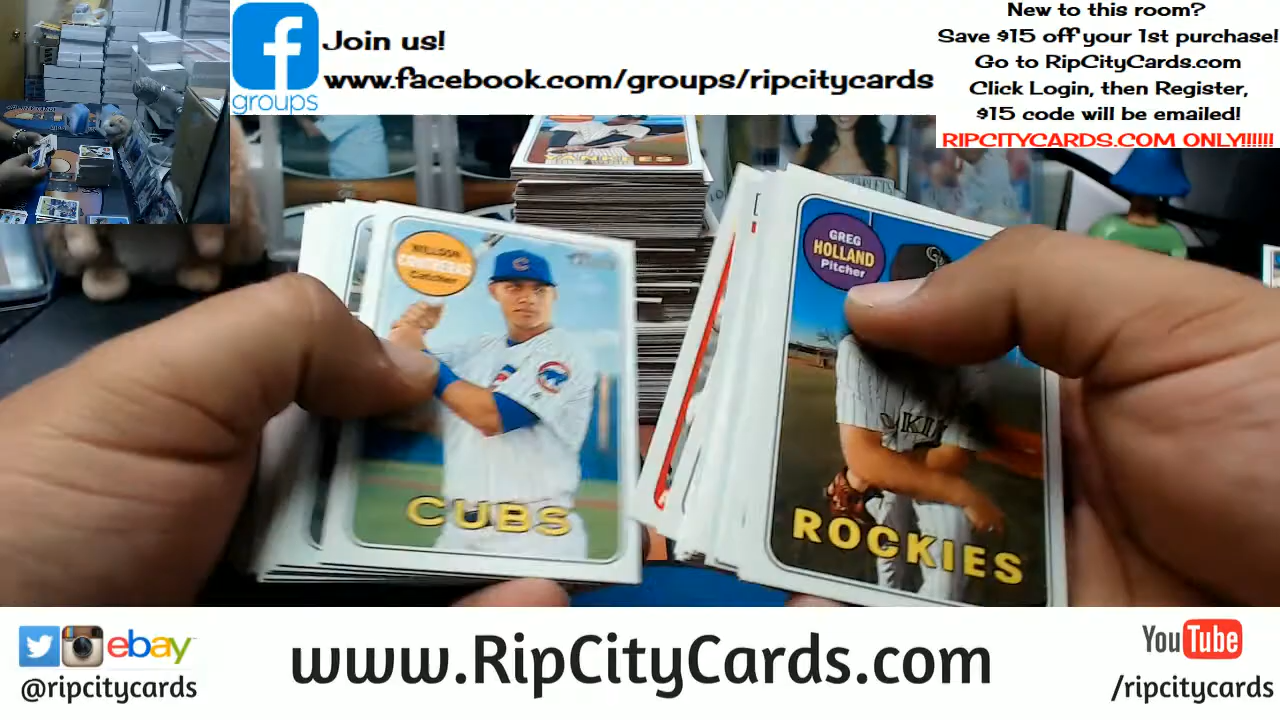 Join us!
www.facebook.com/groups/ripcitycards
groups
New to this room?
Save $15 off your 1st purchase!
Go to RipCityCards.com
Click Login, then Register,
$15 code will be emailed!
RIPCITYCARDS.COM ONLY!!!!!!
YANKEES
WILLSON
CONTRERAS
Catcher
CUBS
GREG
HOLLAND
Pitcher
ROCKIES
ebay
@ripcitycards
www.RipCityCards.com
YouTube
/ripcitycards